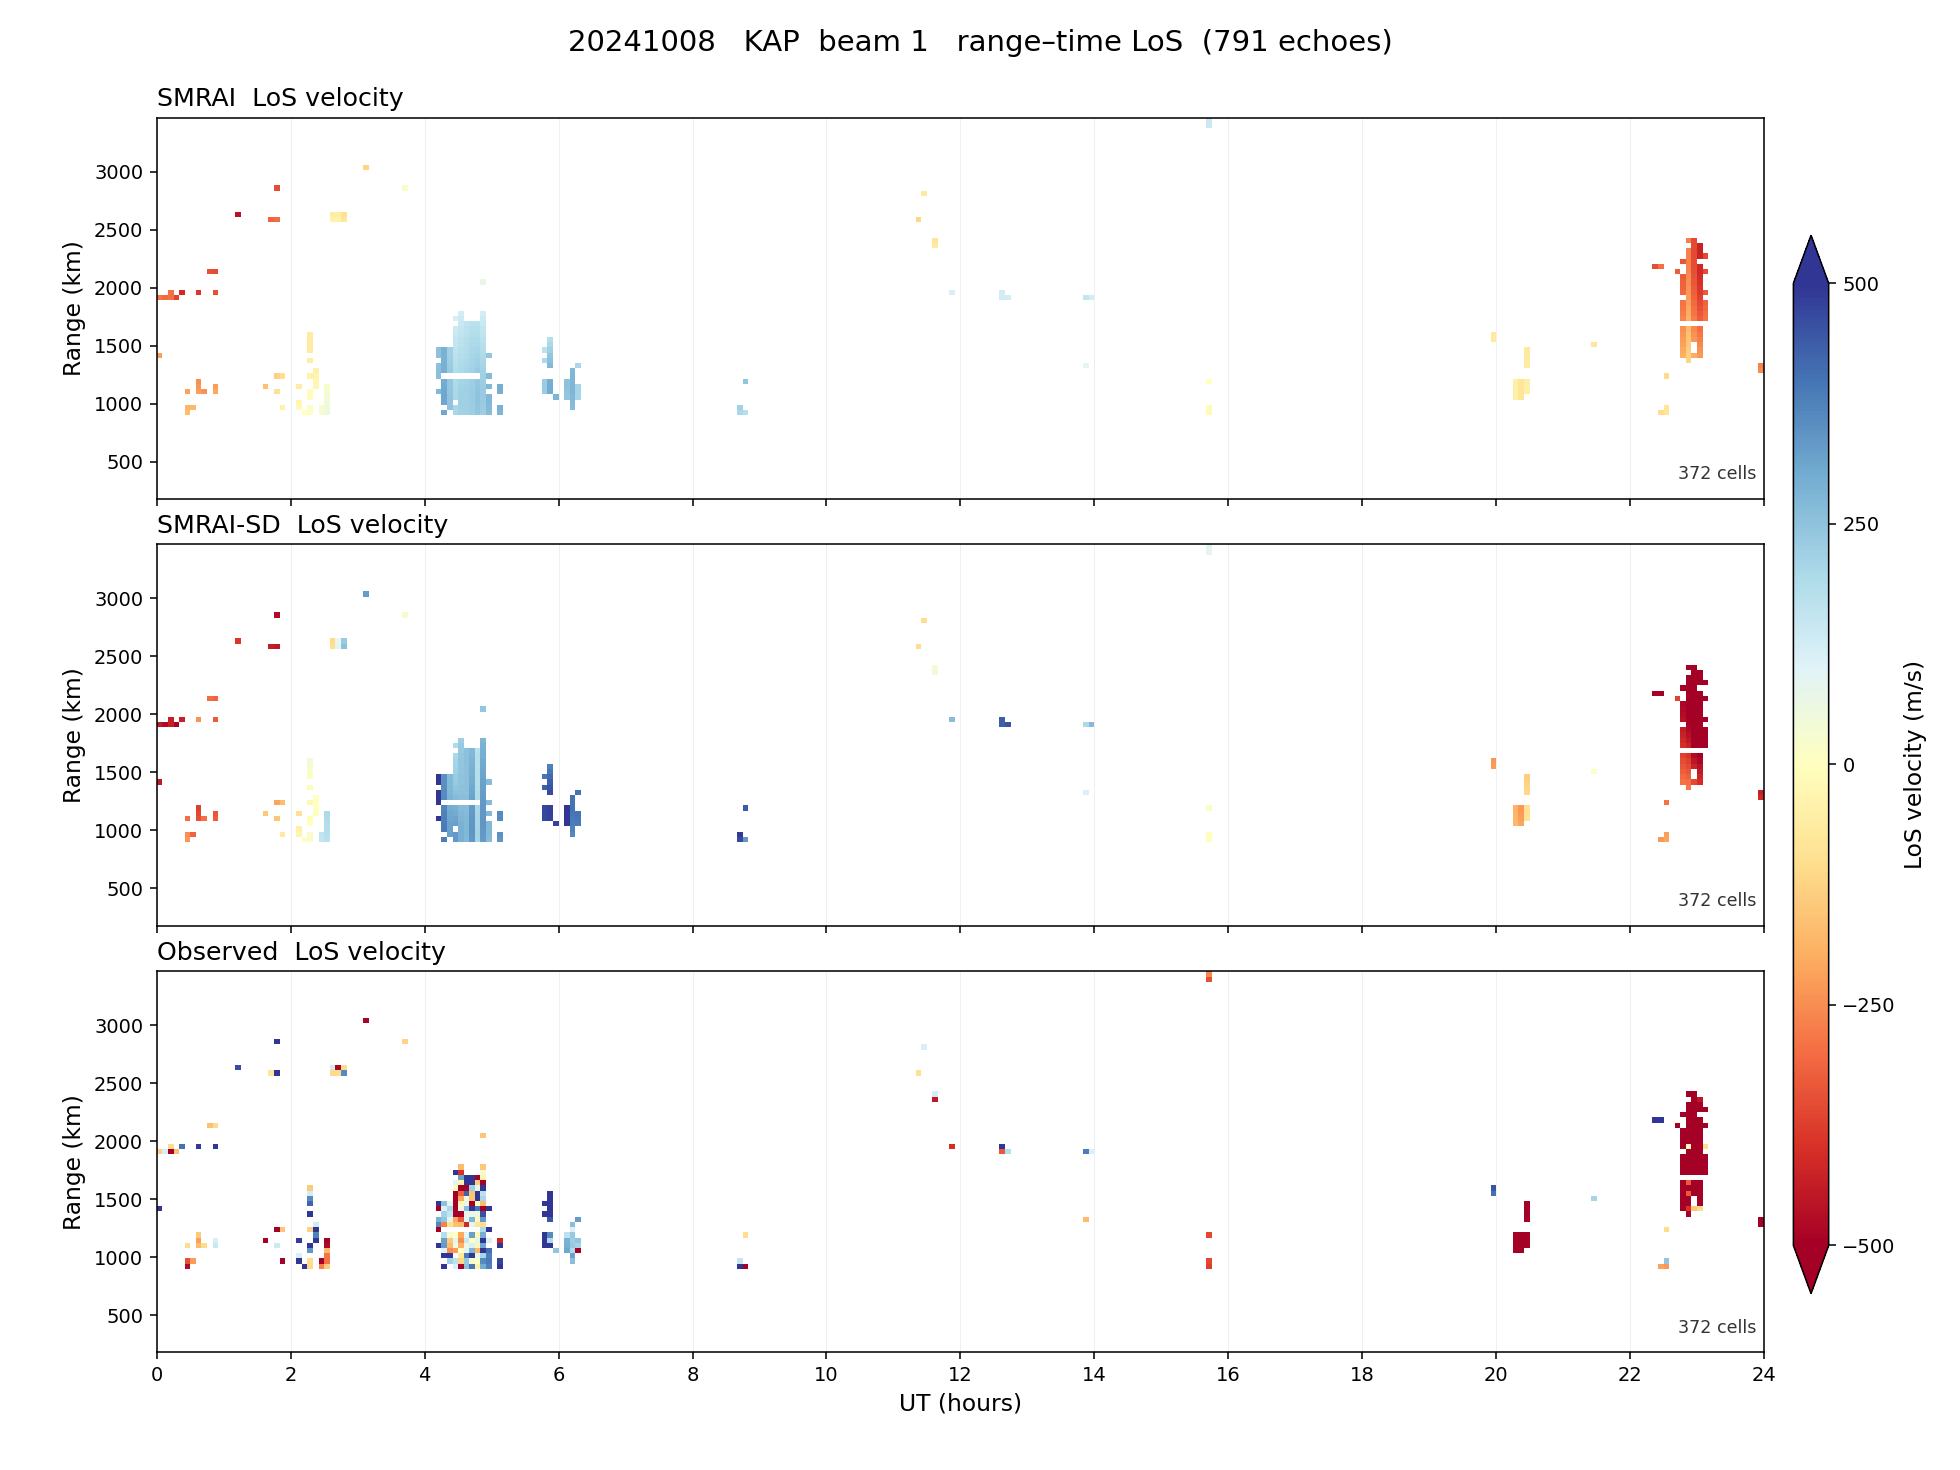 20241008   KAP  beam 1   range–time LoS  (791 echoes)
SMRAI  LoS velocity
3000
2500
2000
1500
1000
500
Range (km)
372 cells
SMRAI-SD  LoS velocity
3000
2500
2000
1500
1000
500
Range (km)
372 cells
Observed  LoS velocity
3000
2500
2000
1500
1000
500
Range (km)
372 cells
0 2 4 6 8 10 12 14 16 18 20 22 24
UT (hours)
500
250
0
−250
−500
LoS velocity (m/s)